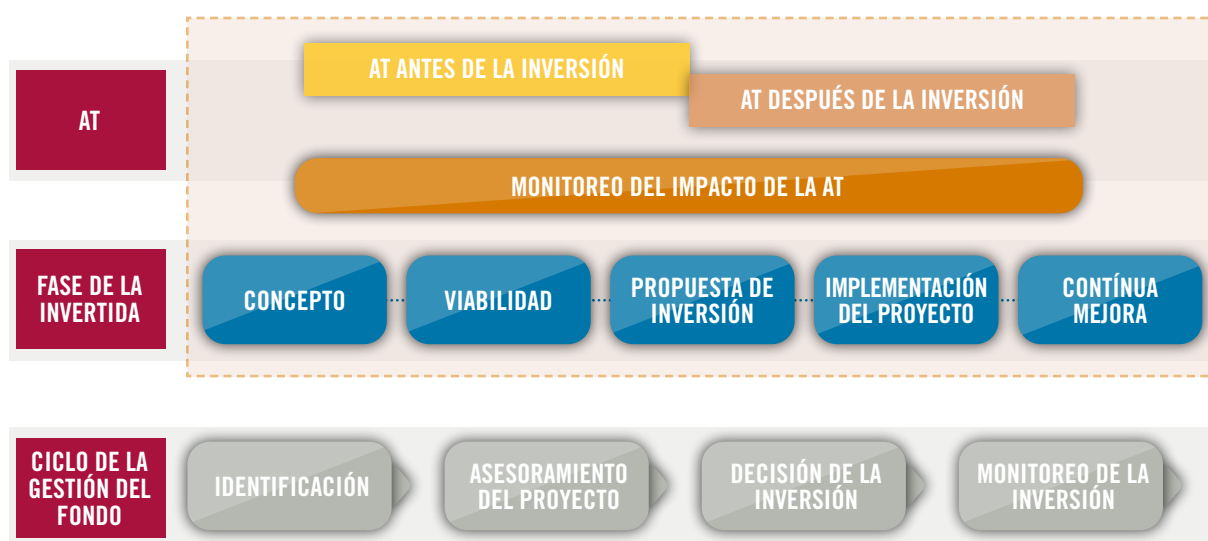 AT ANTES DE LA INVERSIÓN
AT DESPUÉS DE LA INVERSIÓN
AT
MONITOREO DEL IMPACTO DE LA AT
FASE DE LA
INVERTIDA
CONCEPTO
VIABILIDAD
PROPUESTA DE
INVERSIÓN
IMPLEMENTACIÓN
DEL PROYECTO
CONTÍNUA
MEJORA
CICLO DE LA
GESTIÓN DEL
FONDO
IDENTIFICACIÓN
ASESORAMIENTO
DEL PROYECTO
DECISIÓN DE LA
INVERSIÓN
MONITOREO DE LA
INVERSIÓN